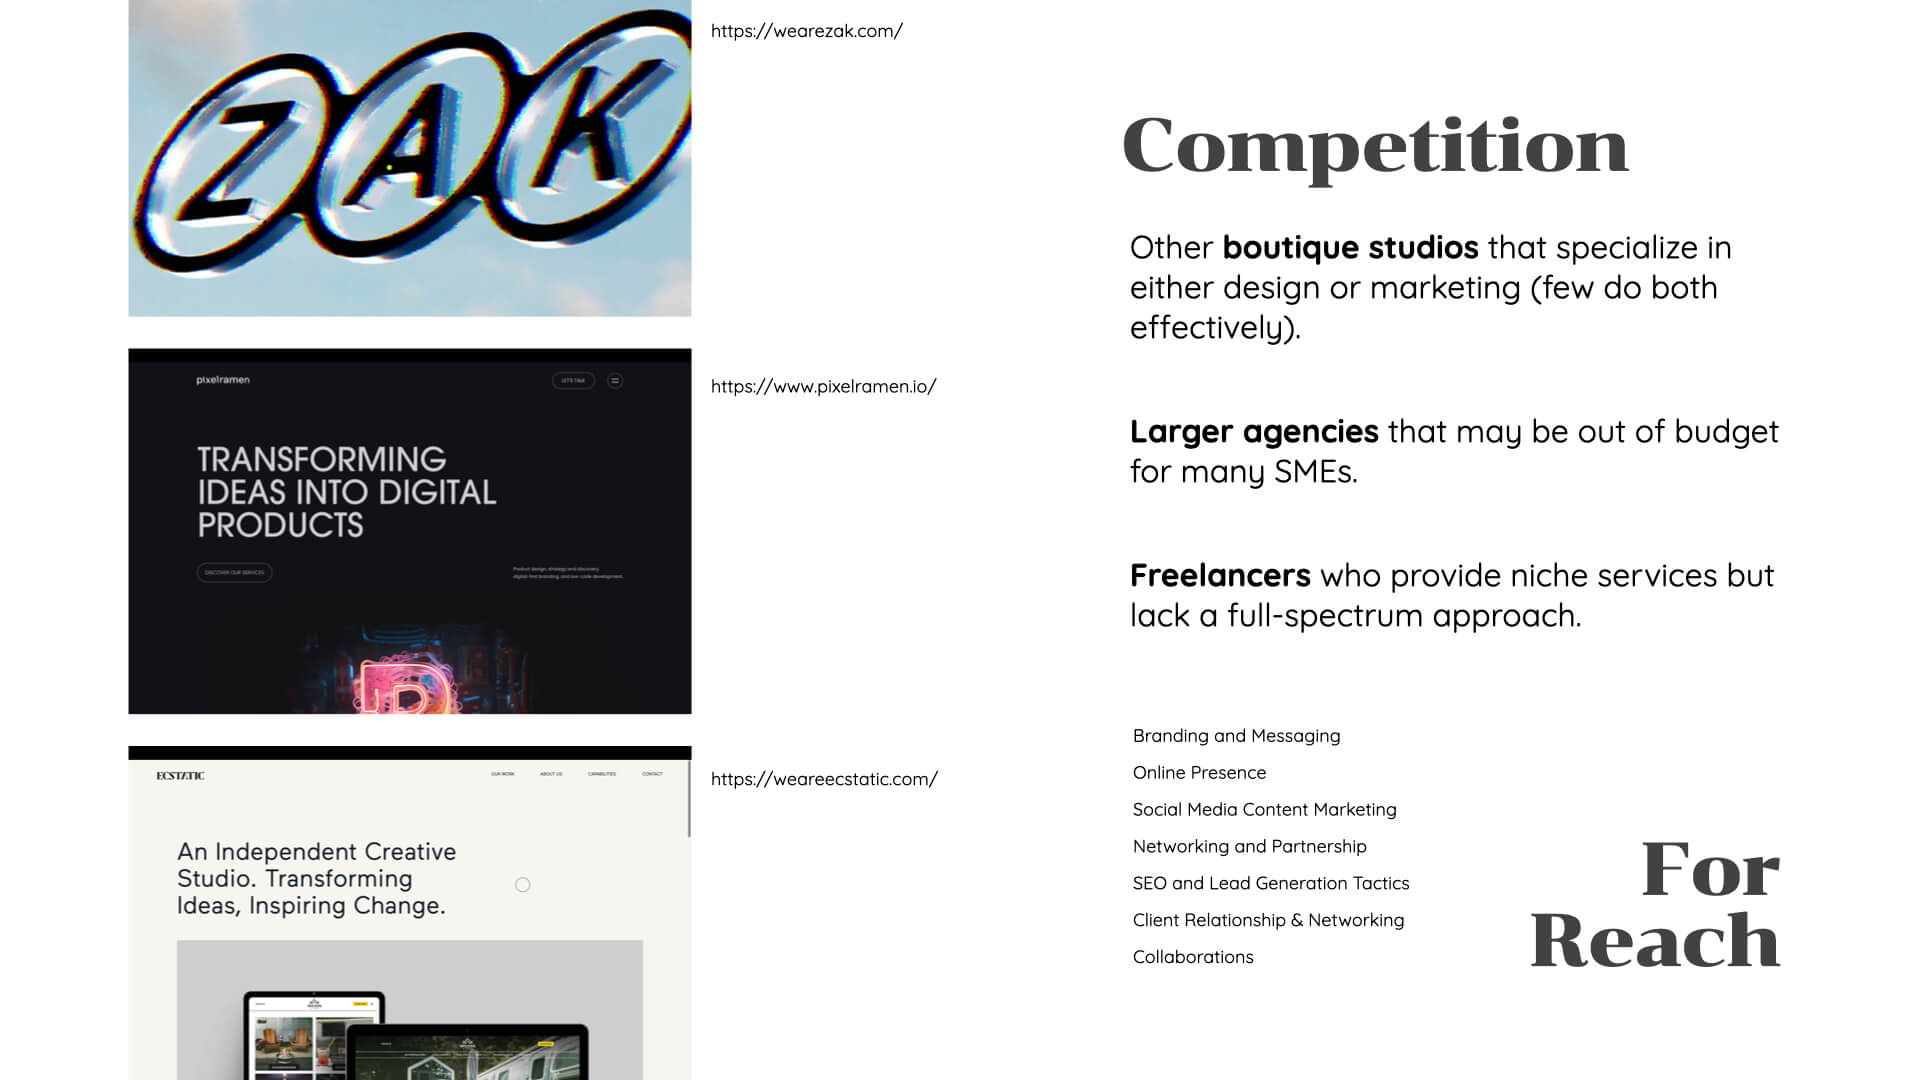 ZAK
https://wearezak.com/
pixelramen
LET'S TALK
TRANSFORMING
IDEAS INTO DIGITAL
PRODUCTS
DISCOVER OUR SERVICES
Product design, strategy and discovery,
digital-first branding, and low-code development.
https://www.pixelramen.io/
ECSTATIC
OUR WORK
ABOUT US
CAPABILITIES
CONTACT
An Independent Creative
Studio. Transforming
Ideas, Inspiring Change.
https://weareecstatic.com/
Competition
Other boutique studios that specialize in
either design or marketing (few do both
effectively).
Larger agencies that may be out of budget
for many SMEs.
Freelancers who provide niche services but
lack a full-spectrum approach.
Branding and Messaging
Online Presence
Social Media Content Marketing
Networking and Partnership
SEO and Lead Generation Tactics
Client Relationship & Networking
Collaborations
For
Reach